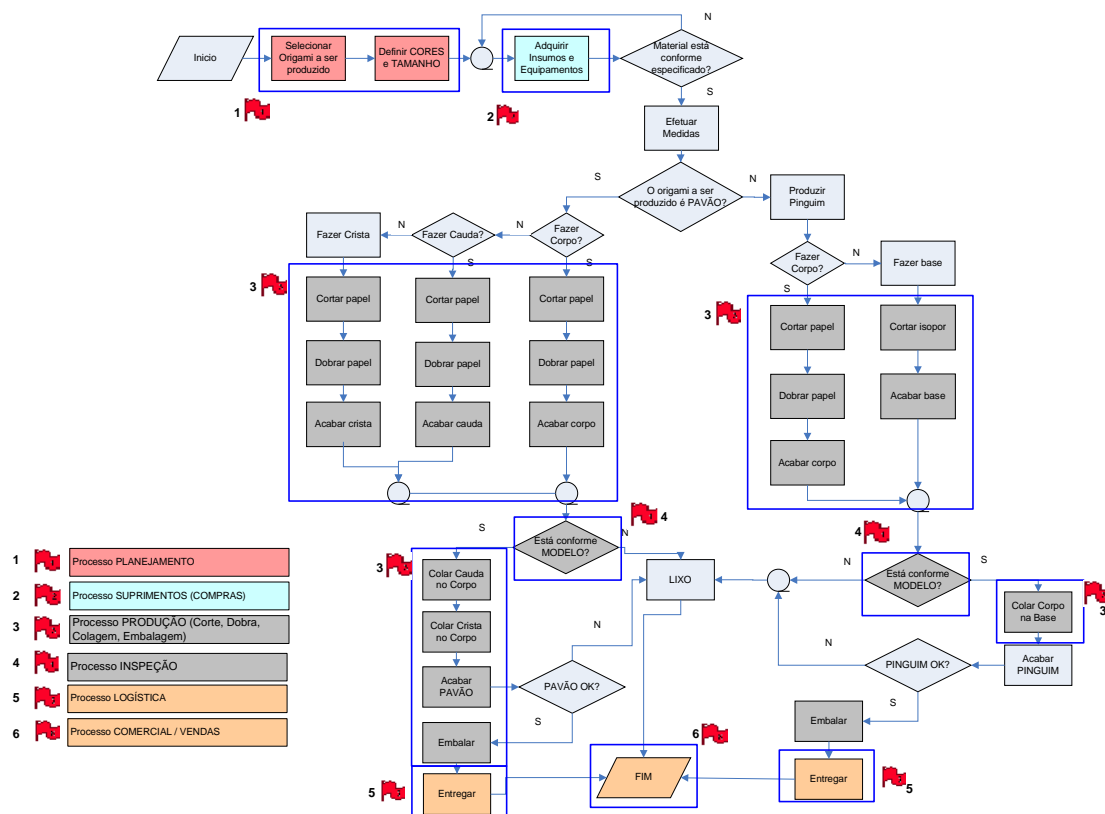 Inicio
Selecionar
Origami a ser
produzido
Definir CORES
e TAMANHO
Adquirir
Insumos e
Equipamentos
N
Material está
conforme
especificado?
1
2
S
Efetuar
Medidas
S
O origami a ser
produzido é PAVÃO?
N
Produzir
Pinguim
Fazer Crista
N
Fazer Cauda?
N
Fazer
Corpo?
S
S
Fazer
Corpo?
N
Fazer base
S
3
Cortar papel
Cortar papel
Cortar papel
Dobrar papel
Dobrar papel
Dobrar papel
Acabar crista
Acabar cauda
Acabar corpo
3
Cortar papel
Cortar isopor
Dobrar papel
Acabar base
Acabar corpo
4
S
Está conforme
MODELO?
N
4
N
Está conforme
MODELO?
S
3
Colar Cauda
no Corpo
Colar Crista
no Corpo
Acabar
PAVÃO
N
PAVÃO OK?
S
Embalar
LIXO
Colar Corpo
na Base
3
Acabar
PINGUIM
N
PINGUIM OK?
S
Embalar
5
Entregar
6
FIM
Entregar
5
1
Processo PLANEJAMENTO
2
Processo SUPRIMENTOS (COMPRAS)
3
Processo PRODUÇÃO (Corte, Dobra,
Colagem, Embalagem)
4
Processo INSPEÇÃO
5
Processo LOGÍSTICA
6
Processo COMERCIAL / VENDAS